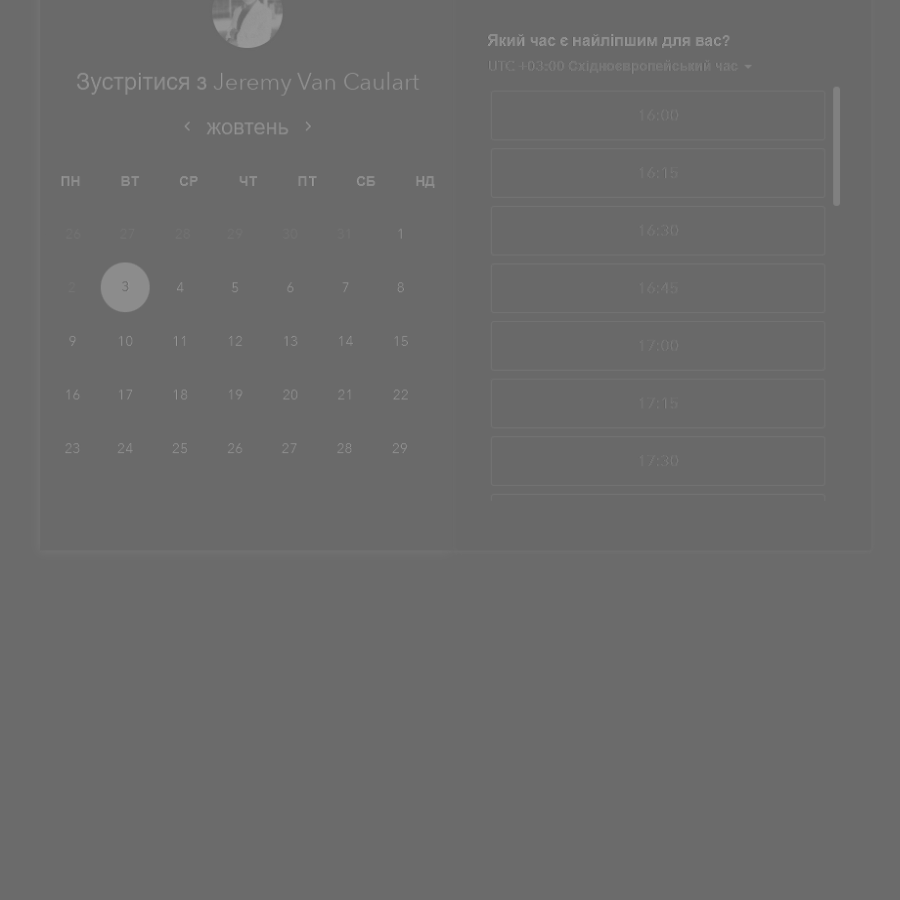 Зустрітися з Jeremy Van Caulart
жовтень
ПН ВТ СР ЧТ ПТ СБ НД
26 27 28 29 30 31 1
2 3 4 5 6 7 8
9 10 11 12 13 14 15
16 17 18 19 20 21 22
23 24 25 26 27 28 29
Який час є найліпшим для вас?
UTC +03:00 Східноєвропейський час
16:00
16:15
16:30
16:45
17:00
17:15
17:30